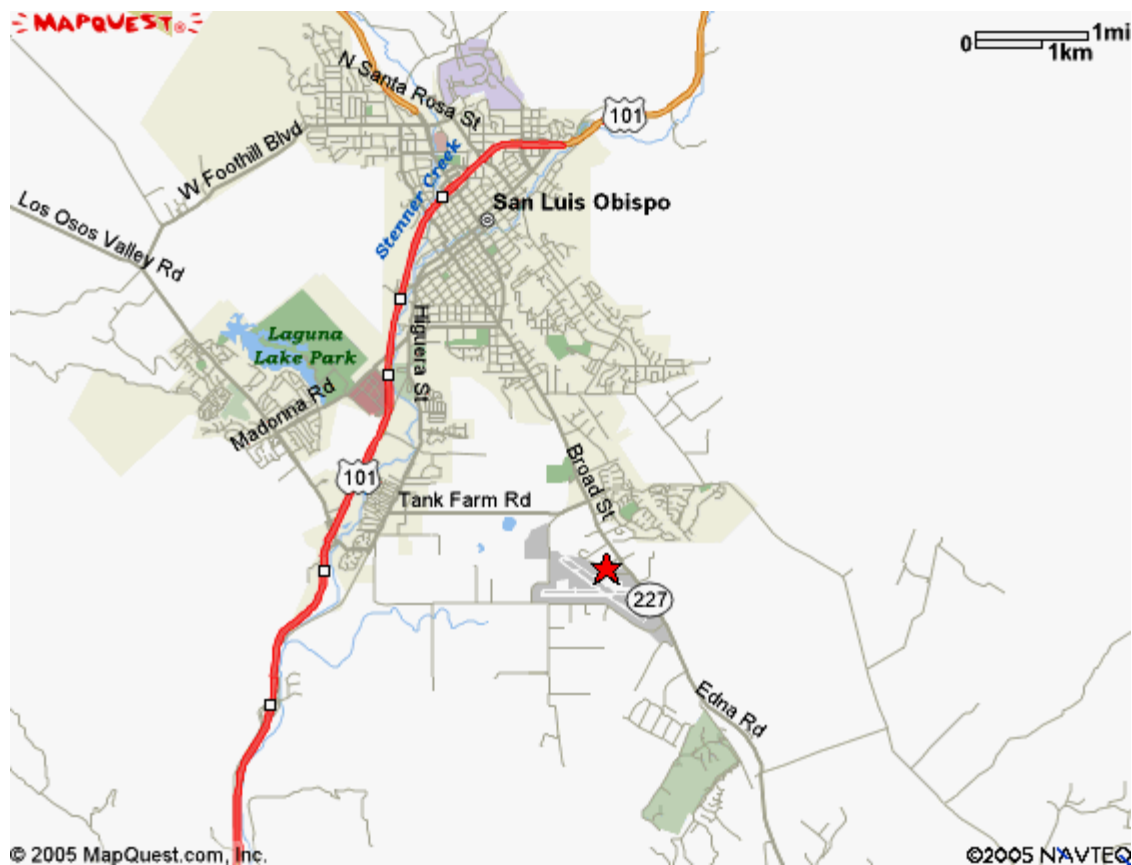 MAPQUEST®
0 1mi
1km
N Santa Rosa St
101
W Foothill Blvd
Stenner Creek
San Luis Obispo
Los Osos Valley Rd
Laguna
Lake Park
Higuera St
Madonna Rd
101
Broad St
Tank Farm Rd
227
Edna Rd
© 2005 MapQuest.com, Inc.
©2005 NAVTEQ